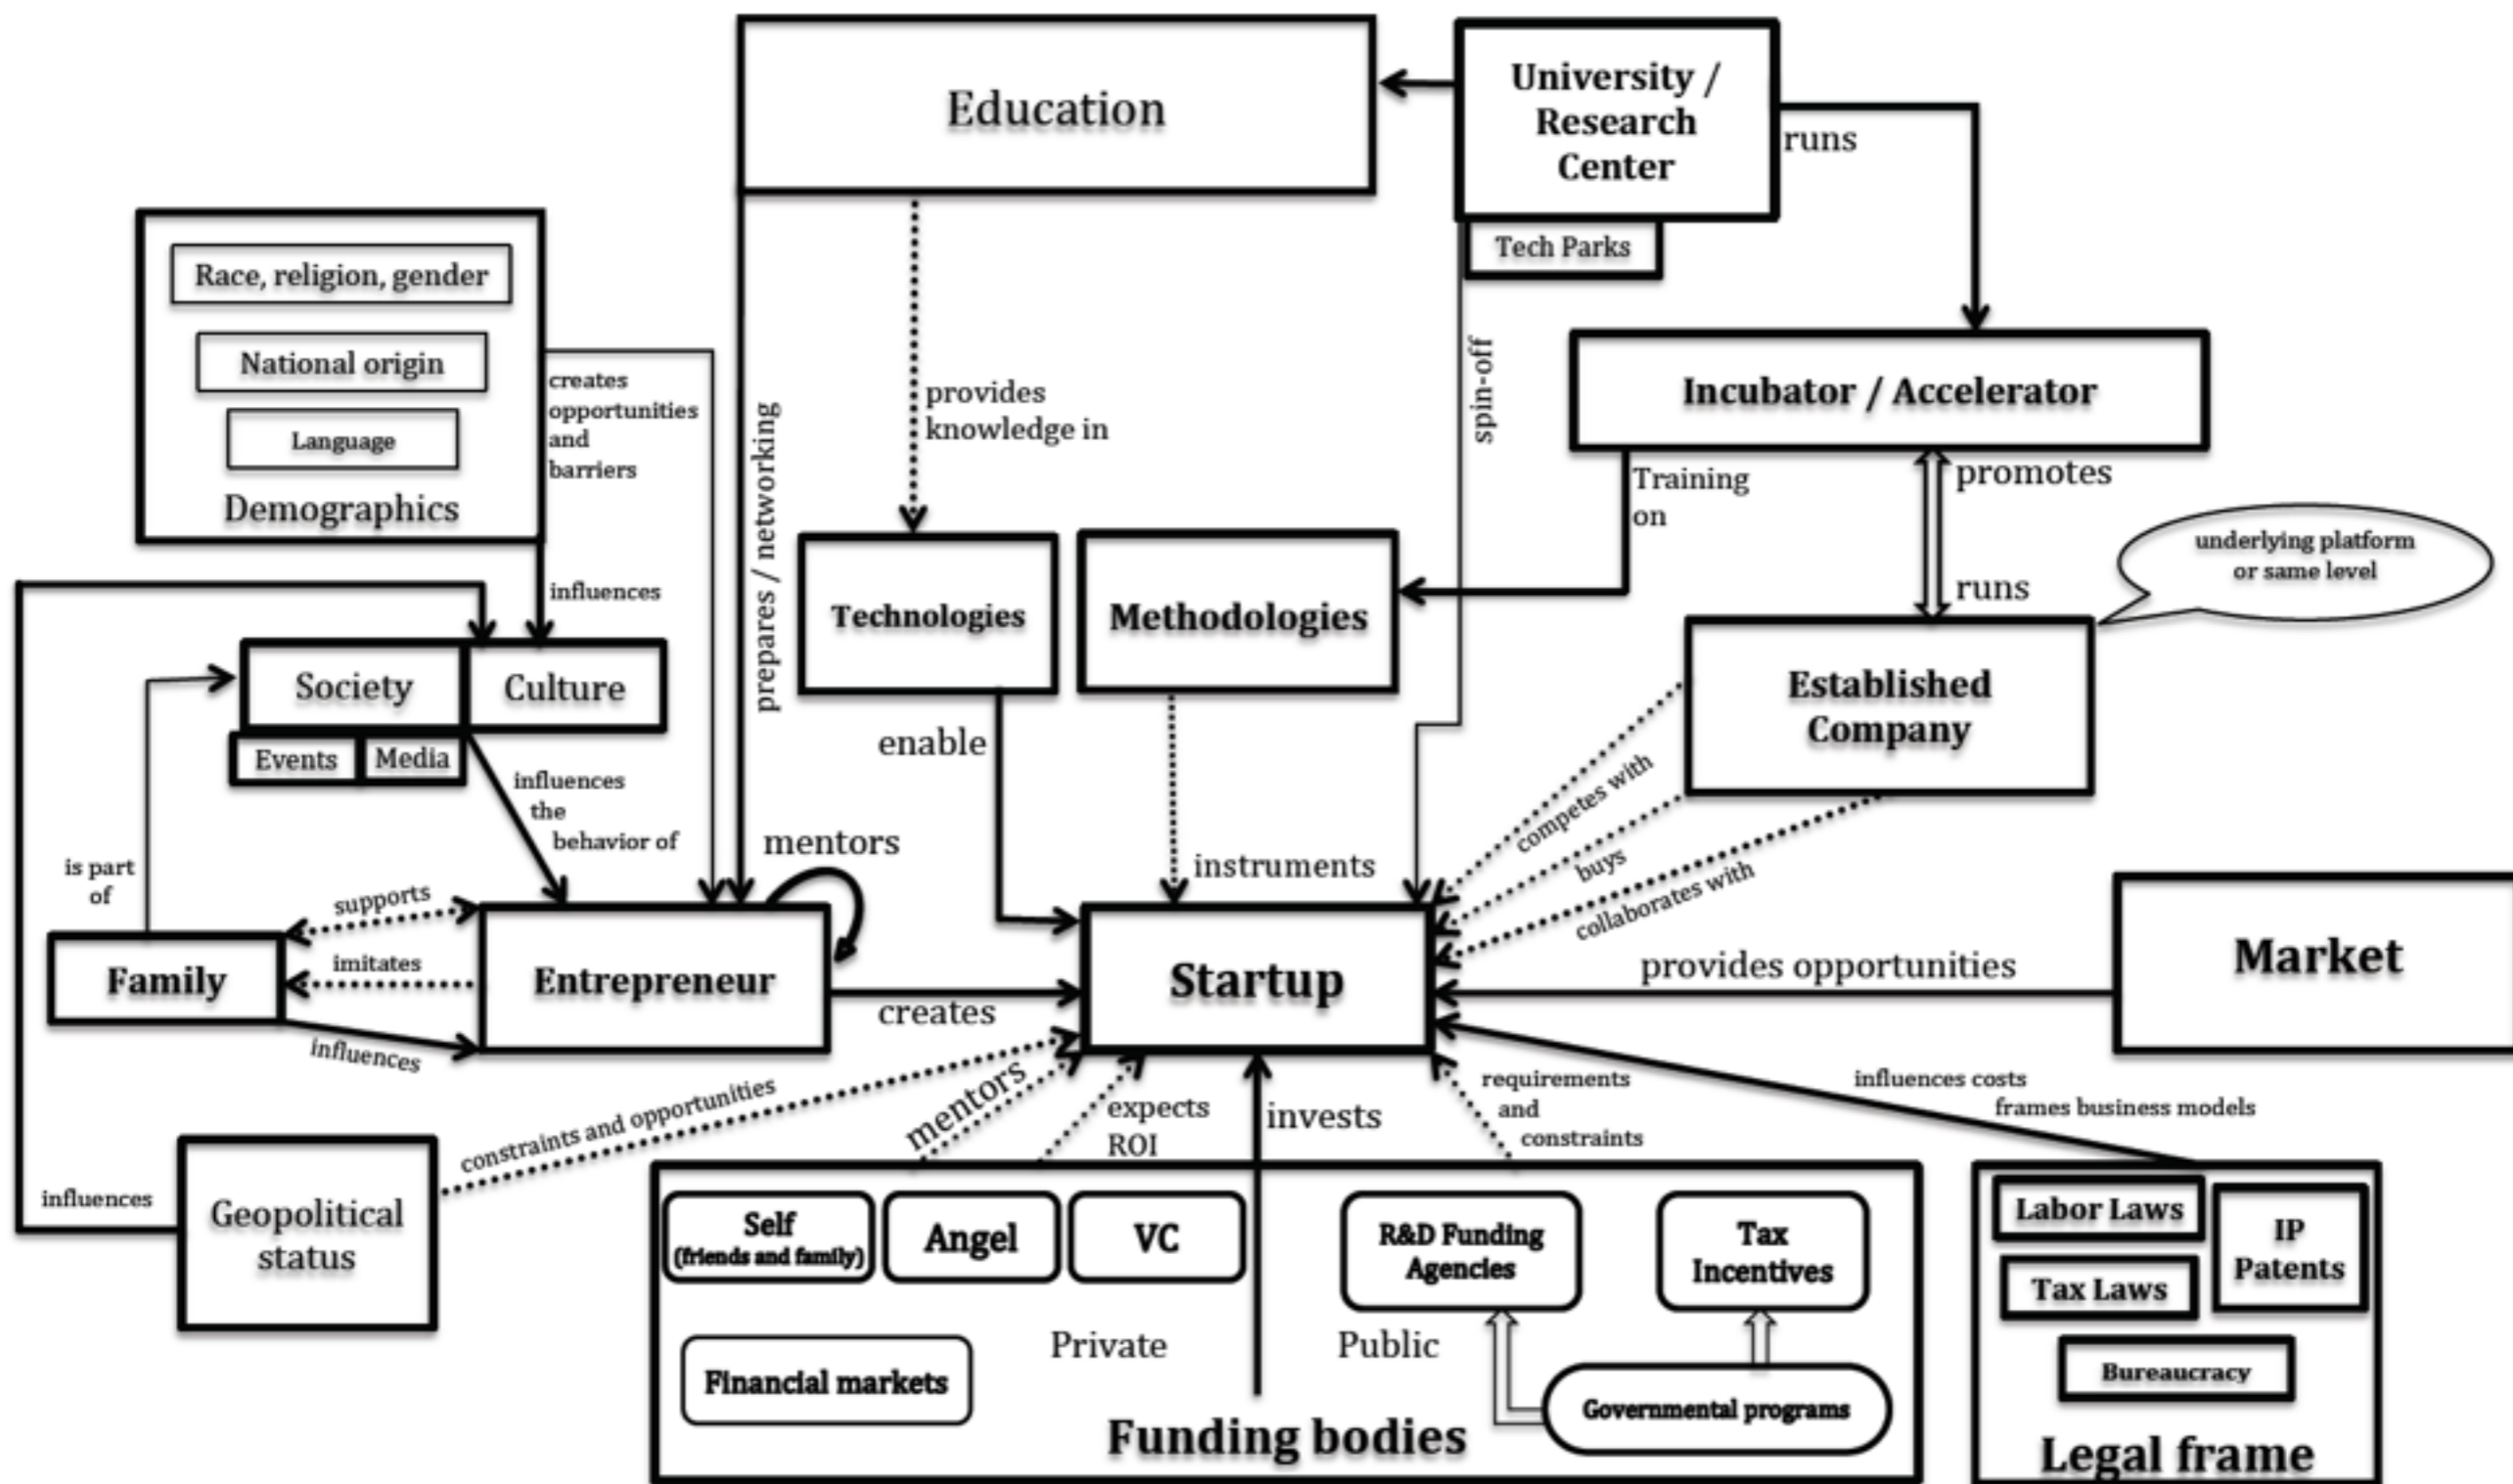 Education
University /
Research
Center
runs
Tech Parks
Race, religion, gender
National origin
Language
Demographics
creates
opportunities
and
barriers
influences
prepares / networking
provides
knowledge in
spin-off
Incubator / Accelerator
Training
on
promotes
runs
underlying platform
or same level
Technologies
Methodologies
Established
Company
Society
Culture
Events
Media
influences
the
behavior of
enable
mentors
instruments
competes with
buys
collaborates with
is part
of
supports
imitates
influences
Family
Entrepreneur
creates
Startup
provides opportunities
Market
constraints and opportunities
mentors
expects
ROI
invests
requirements
and
constraints
influences costs
frames business models
influences
Geopolitical
status
Self
(friends and family)
Angel
VC
R&D Funding
Agencies
Tax
Incentives
Financial markets
Private
Public
Governmental programs
Funding bodies
Labor Laws
IP
Patents
Tax Laws
Bureaucracy
Legal frame